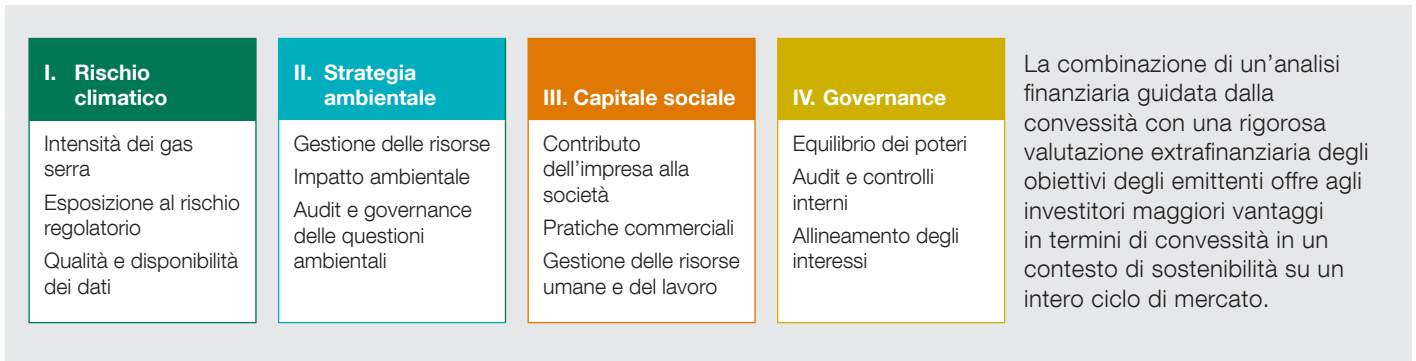 I. Rischio
climatico
Intensità dei gas
serra
Esposizione al rischio
regolatorio
Qualità e disponibilità
dei dati
II. Strategia
ambientale
Gestione delle risorse
Impatto ambientale
Audit e governance
delle questioni
ambientali
III. Capitale sociale
Contributo
dell’impresa alla
società
Pratiche commerciali
Gestione delle risorse
umane e del lavoro
IV. Governance
Equilibrio dei poteri
Audit e controlli
interni
Allineamento degli
interessi
La combinazione di un’analisi
finanziaria guidata dalla
convessità con una rigorosa
valutazione extrafinanziaria degli
obiettivi degli emittenti offre agli
investitori maggiori vantaggi
in termini di convessità in un
contesto di sostenibilità su un
intero ciclo di mercato.